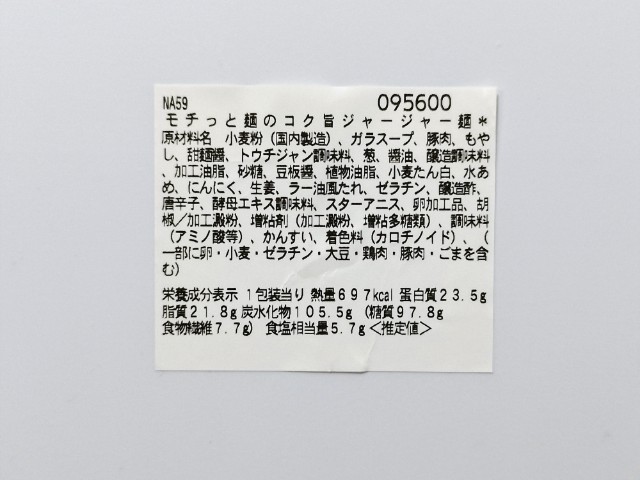 NA59 095600
モチっと麺のコク旨ジャージャー麺＊
原材料名 小麦粉（国内製造）、ガラスープ、豚肉、もや
し、甜麺醤、トウチジャン調味料、葱、醤油、醸造調味料
、加工油脂、砂糖、豆板醤、植物油脂、小麦たん白、水あ
め、にんにく、生姜、ラー油風たれ、ゼラチン、醸造酢、
唐辛子、酵母エキス調味料、スターアニス、卵加工品、胡
椒／加工澱粉、増粘剤（加工澱粉、増粘多糖類）、調味料
（アミノ酸等）、かんすい、着色料（カロチノイド）、（
一部に卵・小麦・ゼラチン・大豆・鶏肉・豚肉・ごまを含
む）
栄養成分表示 １包装当り 熱量６９７kcal 蛋白質２３.５g
脂質２１.８g 炭水化物１０５.５g（糖質９７.８g
食物繊維７.７g） 食塩相当量５.７g＜推定値＞